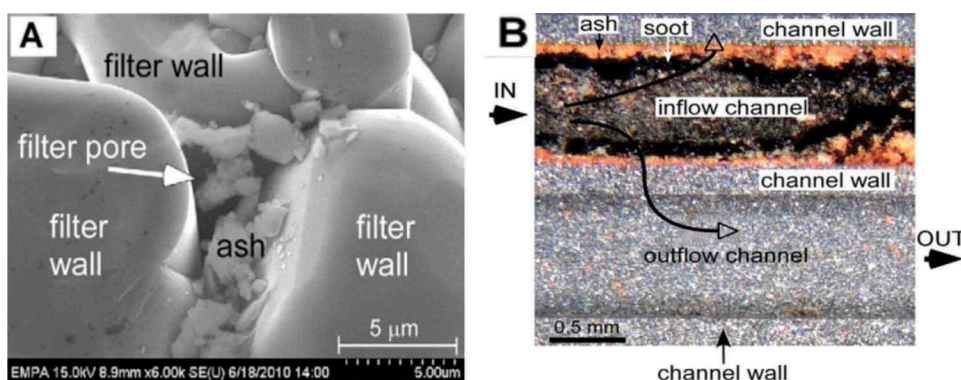 A
filter wall
filter pore
filter
wall
ash
filter
wall
5 μm
EMPA 15.0kV 8.9mm x6.00k SE(U) 6/18/2010 14:00
5.00um
B
ash
soot
channel wall
IN
inflow channel
channel wall
OUT
outflow channel
0.5 mm
channel wall